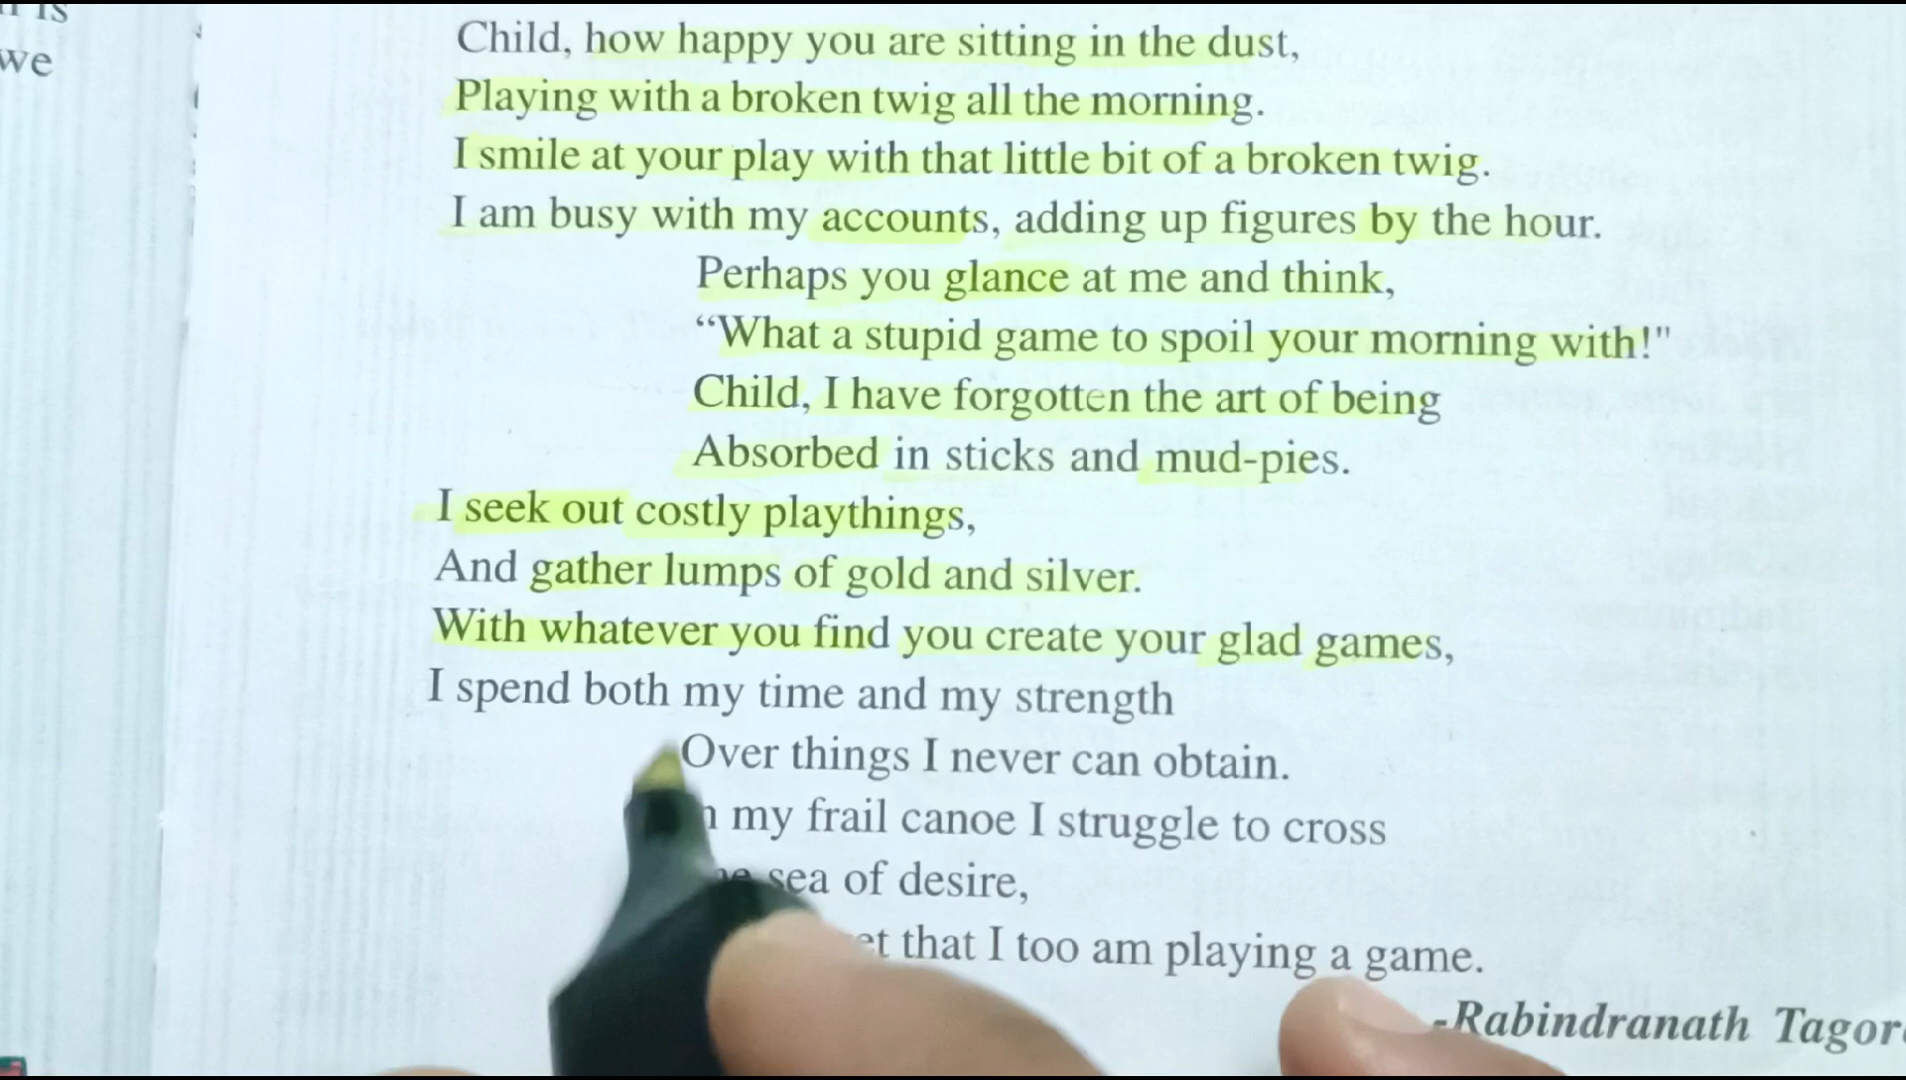 is
we
Child, how happy you are sitting in the dust,
Playing with a broken twig all the morning.
I smile at your play with that little bit of a broken twig.
I am busy with my accounts, adding up figures by the hour.
Perhaps you glance at me and think,
“What a stupid game to spoil your morning with!"
Child, I have forgotten the art of being
Absorbed in sticks and mud-pies.
I seek out costly playthings,
And gather lumps of gold and silver.
With whatever you find you create your glad games,
I spend both my time and my strength
Over things I never can obtain.
my frail canoe I struggle to cross
sea of desire,
that I too am playing a game.
-Rabindranath Tagor